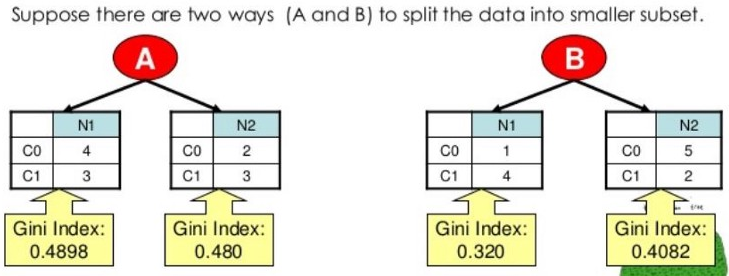 Suppose there are two ways (A and B) to split the data into smaller subset.
A
B
N1
C0 4
C1 3
N2
C0 2
C1 3
N1
C0 1
C1 4
N2
C0 5
C1 2
Gini Index:
0.4898
Gini Index:
0.480
Gini Index:
0.320
Gini Index:
0.4082